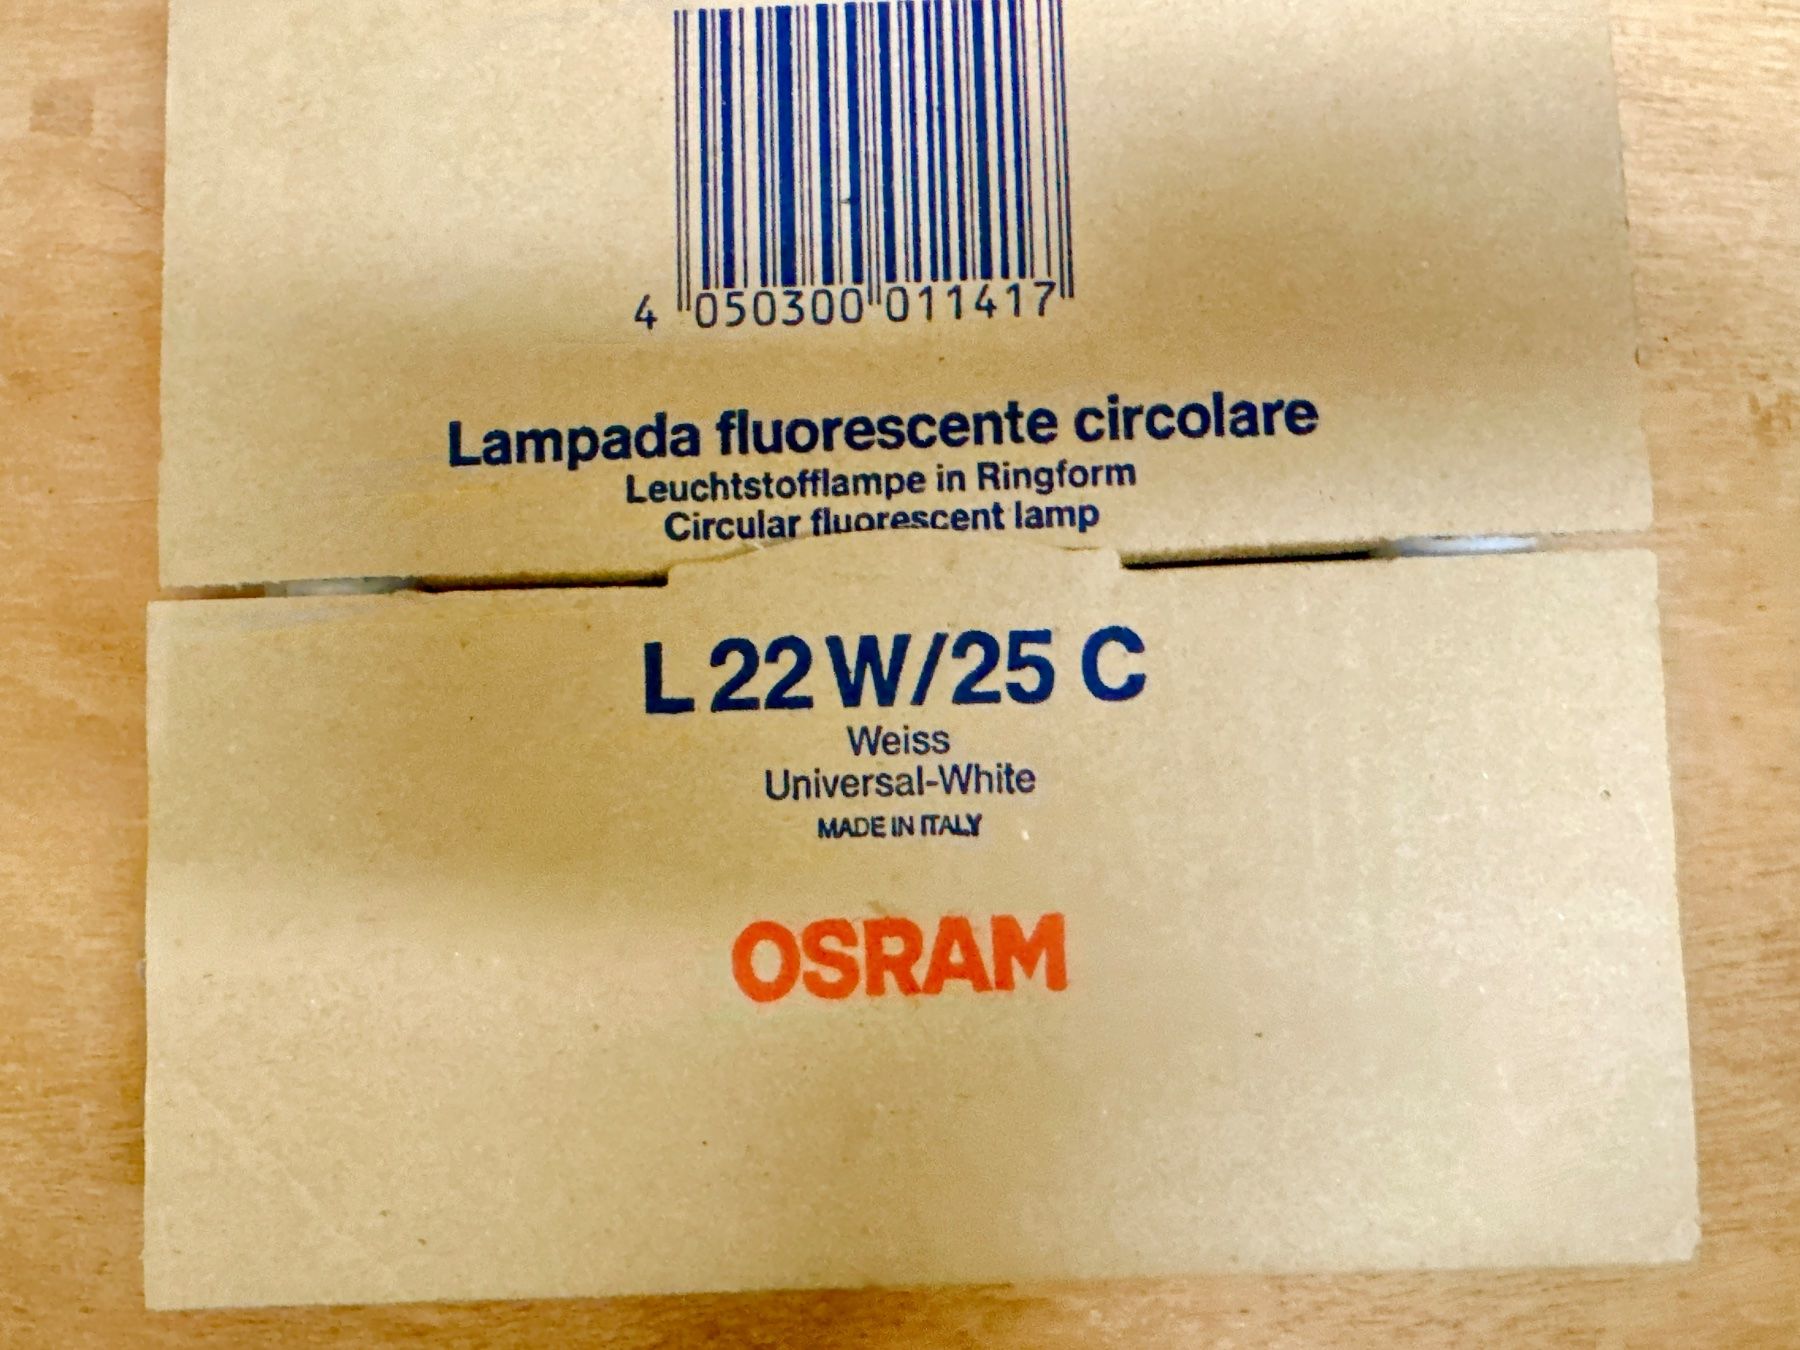 4 050300 011417
Lampada fluorescente circolare
Leuchtstofflampe in Ringform
Circular fluorescent lamp
L 22 W/25 C
Weiss
Universal-White
MADE IN ITALY
OSRAM